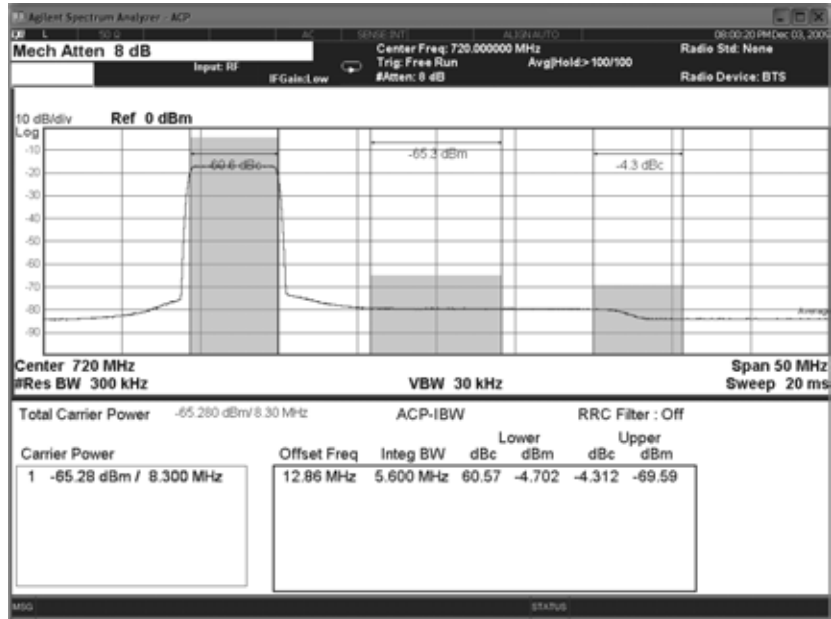 Agilent Spectrum Analyzer - ACP
L 50 Ω AC SENSE:INT ALIGNAUTO 08:00:20 PM Dec 03, 2009
Mech Atten 8 dB
Center Freq: 720.000000 MHz
Radio Std: None
Input: RF
Trig: Free Run
Avg|Hold:>100/100
IFGain:Low
#Atten: 8 dB
Radio Device: BTS
10 dB/div Ref 0 dBm
Log
-10
-20
-30
-40
-50
-60
-70
-80
-90
-60.6 dBc
-65.3 dBm
-4.3 dBc
Average
Center 720 MHz
Span 50 MHz
#Res BW 300 kHz
VBW 30 kHz
Sweep 20 ms
Total Carrier Power -65.280 dBm/ 8.30 MHz ACP-IBW RRC Filter : Off
Lower Upper
Carrier Power
Offset Freq Integ BW dBc dBm dBc dBm
1 -65.28 dBm / 8.300 MHz
12.86 MHz 5.600 MHz 60.57 -4.702 -4.312 -69.59
MSG
STATUS